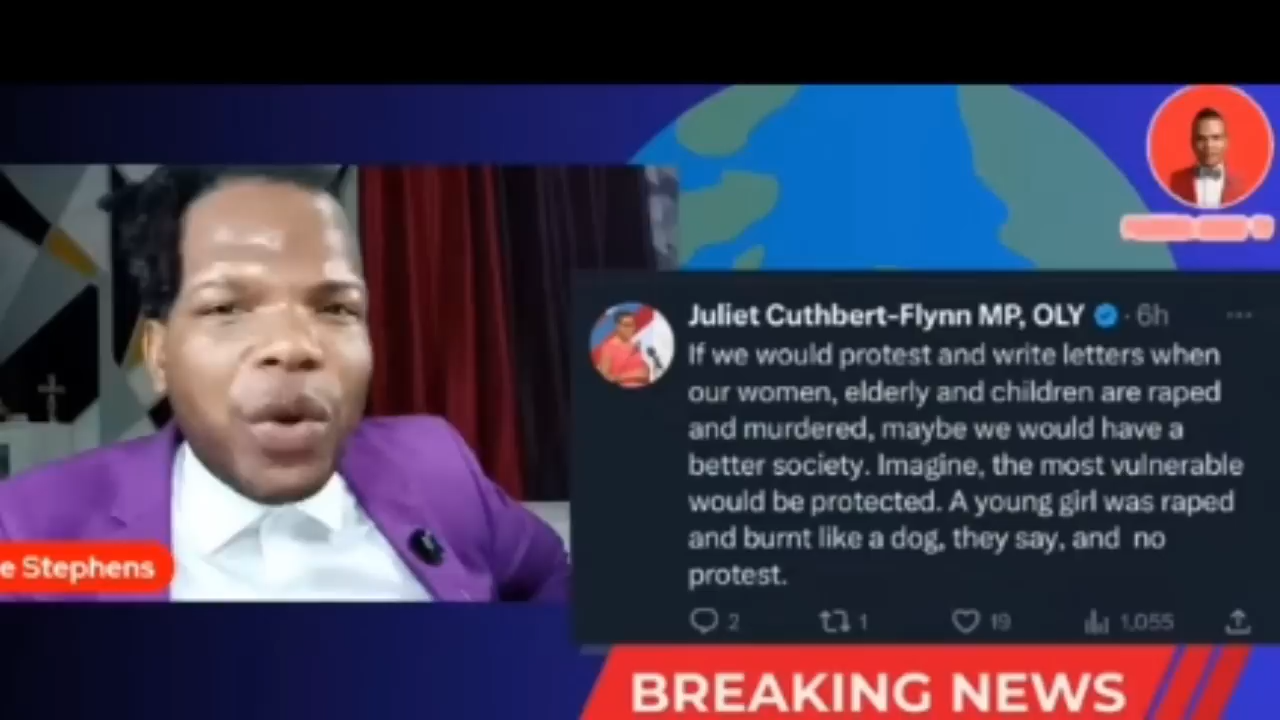 e Stephens
Juliet Cuthbert-Flynn MP, OLY · 6h
If we would protest and write letters when
our women, elderly and children are raped
and murdered, maybe we would have a
better society. Imagine, the most vulnerable
would be protected. A young girl was raped
and burnt like a dog, they say, and no
protest.
2 1 19 1,055
BREAKING NEWS